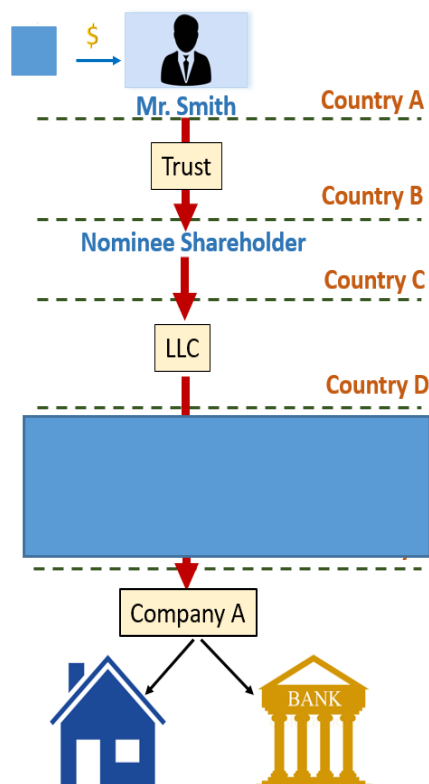 $
Mr. Smith
Country A
Trust
Country B
Nominee Shareholder
Country C
LLC
Country D
Company A
BANK